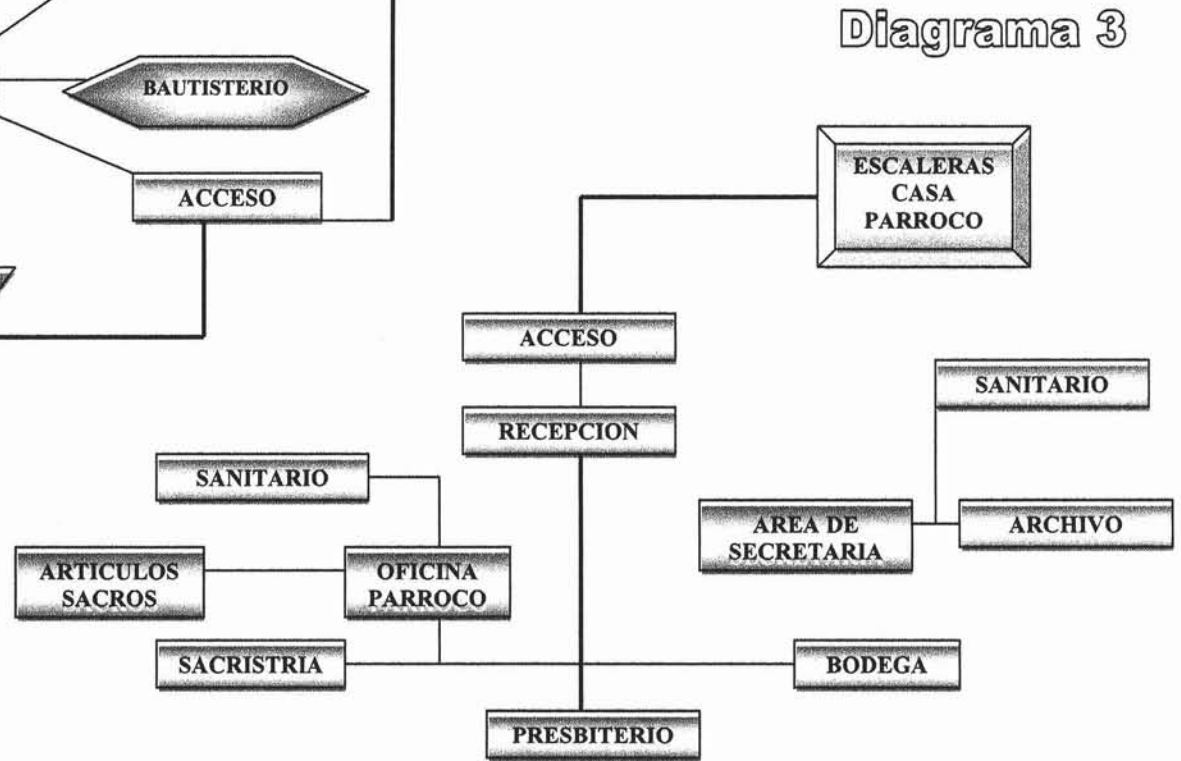 Diagrama 3
BAUTISTERIO
ACCESO
ESCALERAS
CASA
PARROCO
ACCESO
RECEPCION
SANITARIO
SANITARIO
AREA DE
SECRETARIA
ARCHIVO
ARTICULOS
SACROS
OFICINA
PARROCO
SACRISTRIA
BODEGA
PRESBITERIO